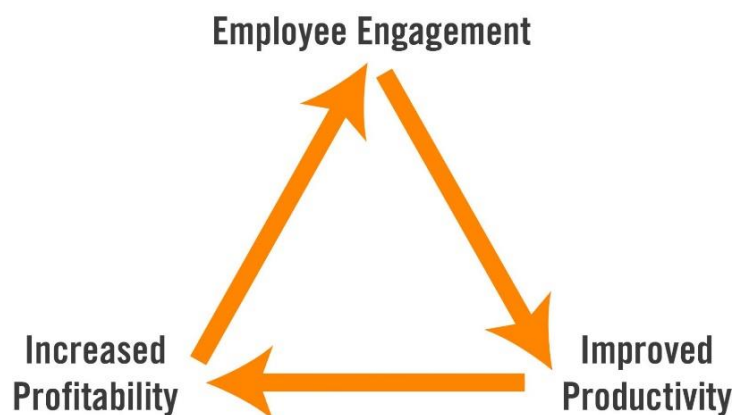 Employee Engagement
Increased
Profitability
Improved
Productivity